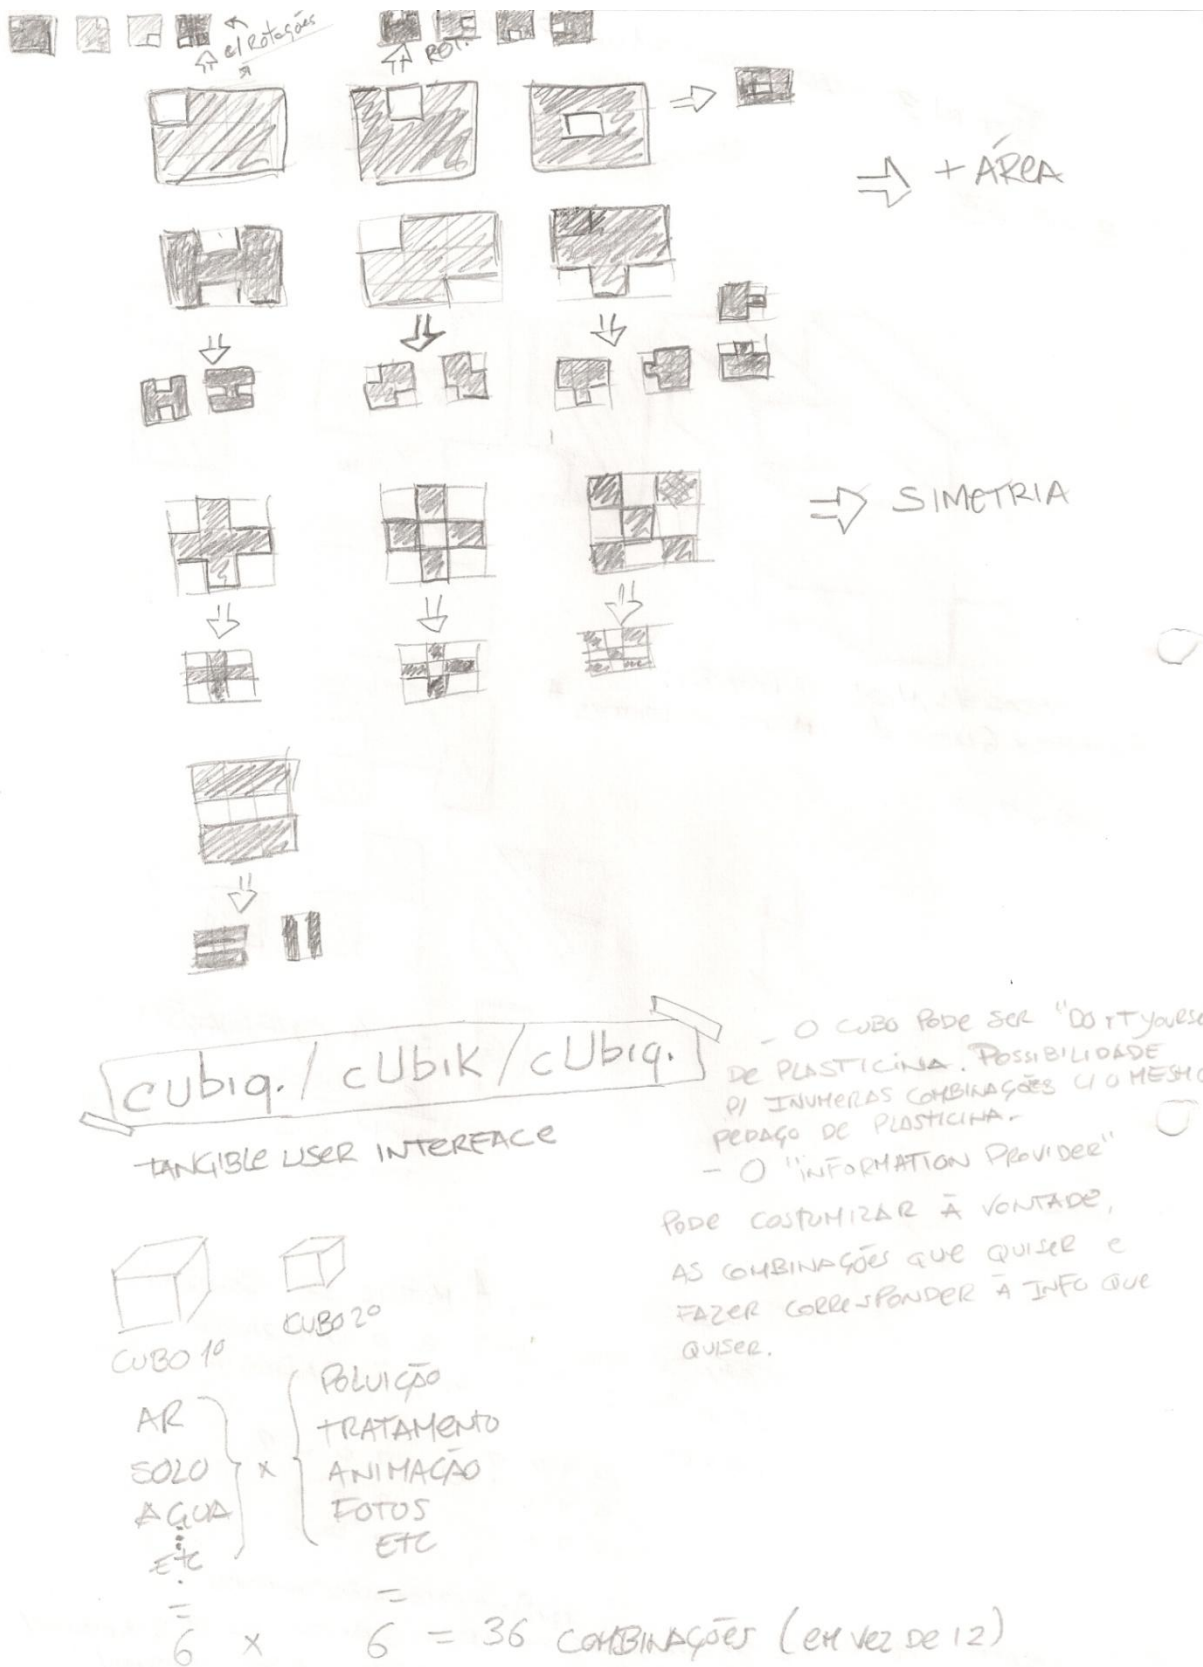 c/ Rotações
ROT.
⇒ + ÁREA
⇒ SIMETRIA
cUbiq. / cUbik / cUbiq.
TANGIBLE USER INTERFACE
- O CUBO PODE SER "DO IT YOURSE
DE PLASTICINA. POSSIBILIDADE
P/ INUMERAS COMBINAÇÕES C/ O MESMO
PEDAÇO DE PLASTICINA.
- O "INFORMATION PROVIDER"
PODE COSTUMIZAR À VONTADE,
AS COMBINAÇÕES QUE QUISER E
FAZER CORRESPONDER À INFO QUE
QUISER.
CUBO 1º
CUBO 2º
AR
SOLO
AGUA
ETC
×
POLUIÇÃO
TRATAMENTO
ANIMAÇÃO
FOTOS
ETC
= =
6 × 6 = 36 COMBINAÇÕES (EM VEZ DE 12)